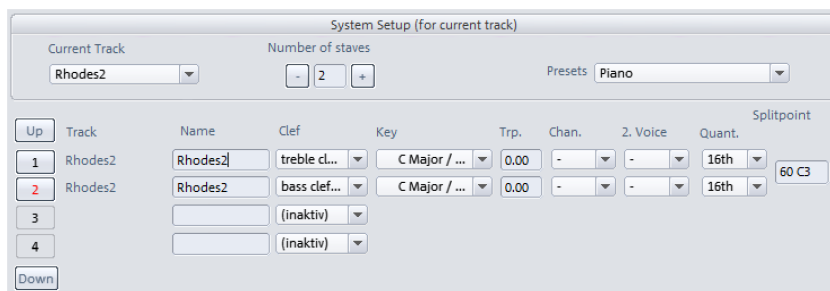 System Setup (for current track)
Current Track Number of staves
Rhodes2 - 2 + Presets Piano
Splitpoint
Up Track Name Clef Key Trp. Chan. 2. Voice Quant.
1 Rhodes2 Rhodes2 treble cl... C Major / ... 0.00 - - 16th
60 C3
2 Rhodes2 Rhodes2 bass clef... C Major / ... 0.00 - - 16th
3 (inaktiv)
4 (inaktiv)
Down